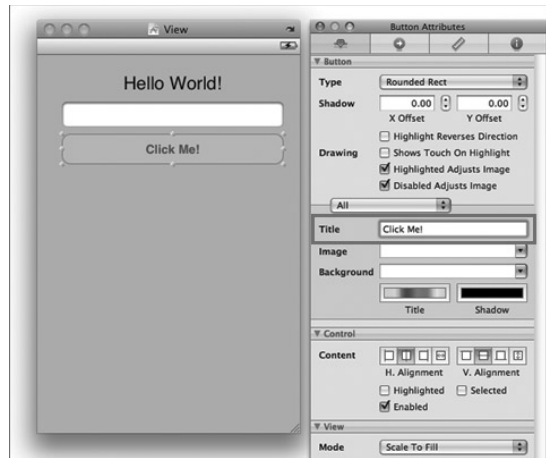 View
Hello World!
Click Me!
Button Attributes
Button
Type Rounded Rect
Shadow 0.00 0.00
X Offset Y Offset
Highlight Reverses Direction
Drawing Shows Touch On Highlight
Highlighted Adjusts Image
Disabled Adjusts Image
All
Title Click Me!
Image
Background
Title Shadow
Control
Content
H. Alignment V. Alignment
Highlighted Selected
Enabled
View
Mode Scale To Fill